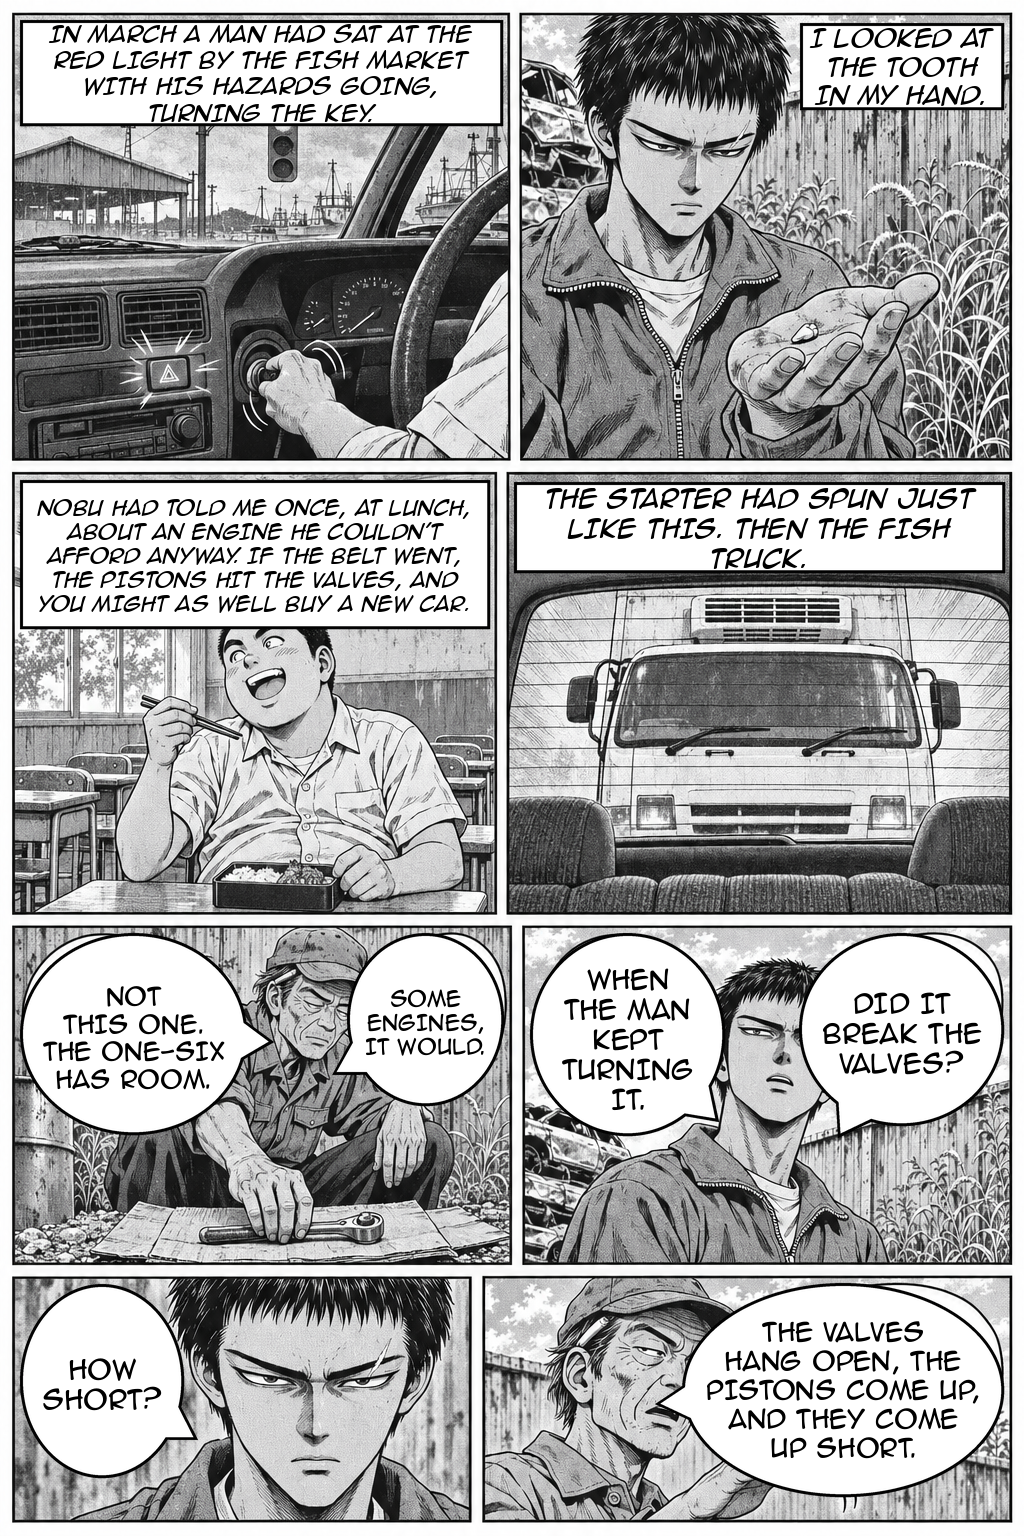 I LOOKED AT
THE TOOTH
IN MY HAND.
IN MARCH A MAN HAD SAT AT THE
RED LIGHT BY THE FISH MARKET
WITH HIS HAZARDS GOING,
TURNING THE KEY.
THE STARTER HAD SPUN JUST
LIKE THIS. THEN THE FISH
TRUCK.
NOBU HAD TOLD ME ONCE, AT LUNCH,
ABOUT AN ENGINE HE COULDN'T
AFFORD ANYWAY. IF THE BELT WENT,
THE PISTONS HIT THE VALVES, AND
YOU MIGHT AS WELL BUY A NEW CAR.
DID IT
BREAK THE
VALVES?
WHEN
THE MAN
KEPT
TURNING
IT.
SOME
ENGINES,
IT WOULD.
NOT
THIS ONE.
THE ONE-SIX
HAS ROOM.
THE VALVES
HANG OPEN, THE
PISTONS COME UP,
AND THEY COME
UP SHORT.
HOW
SHORT?